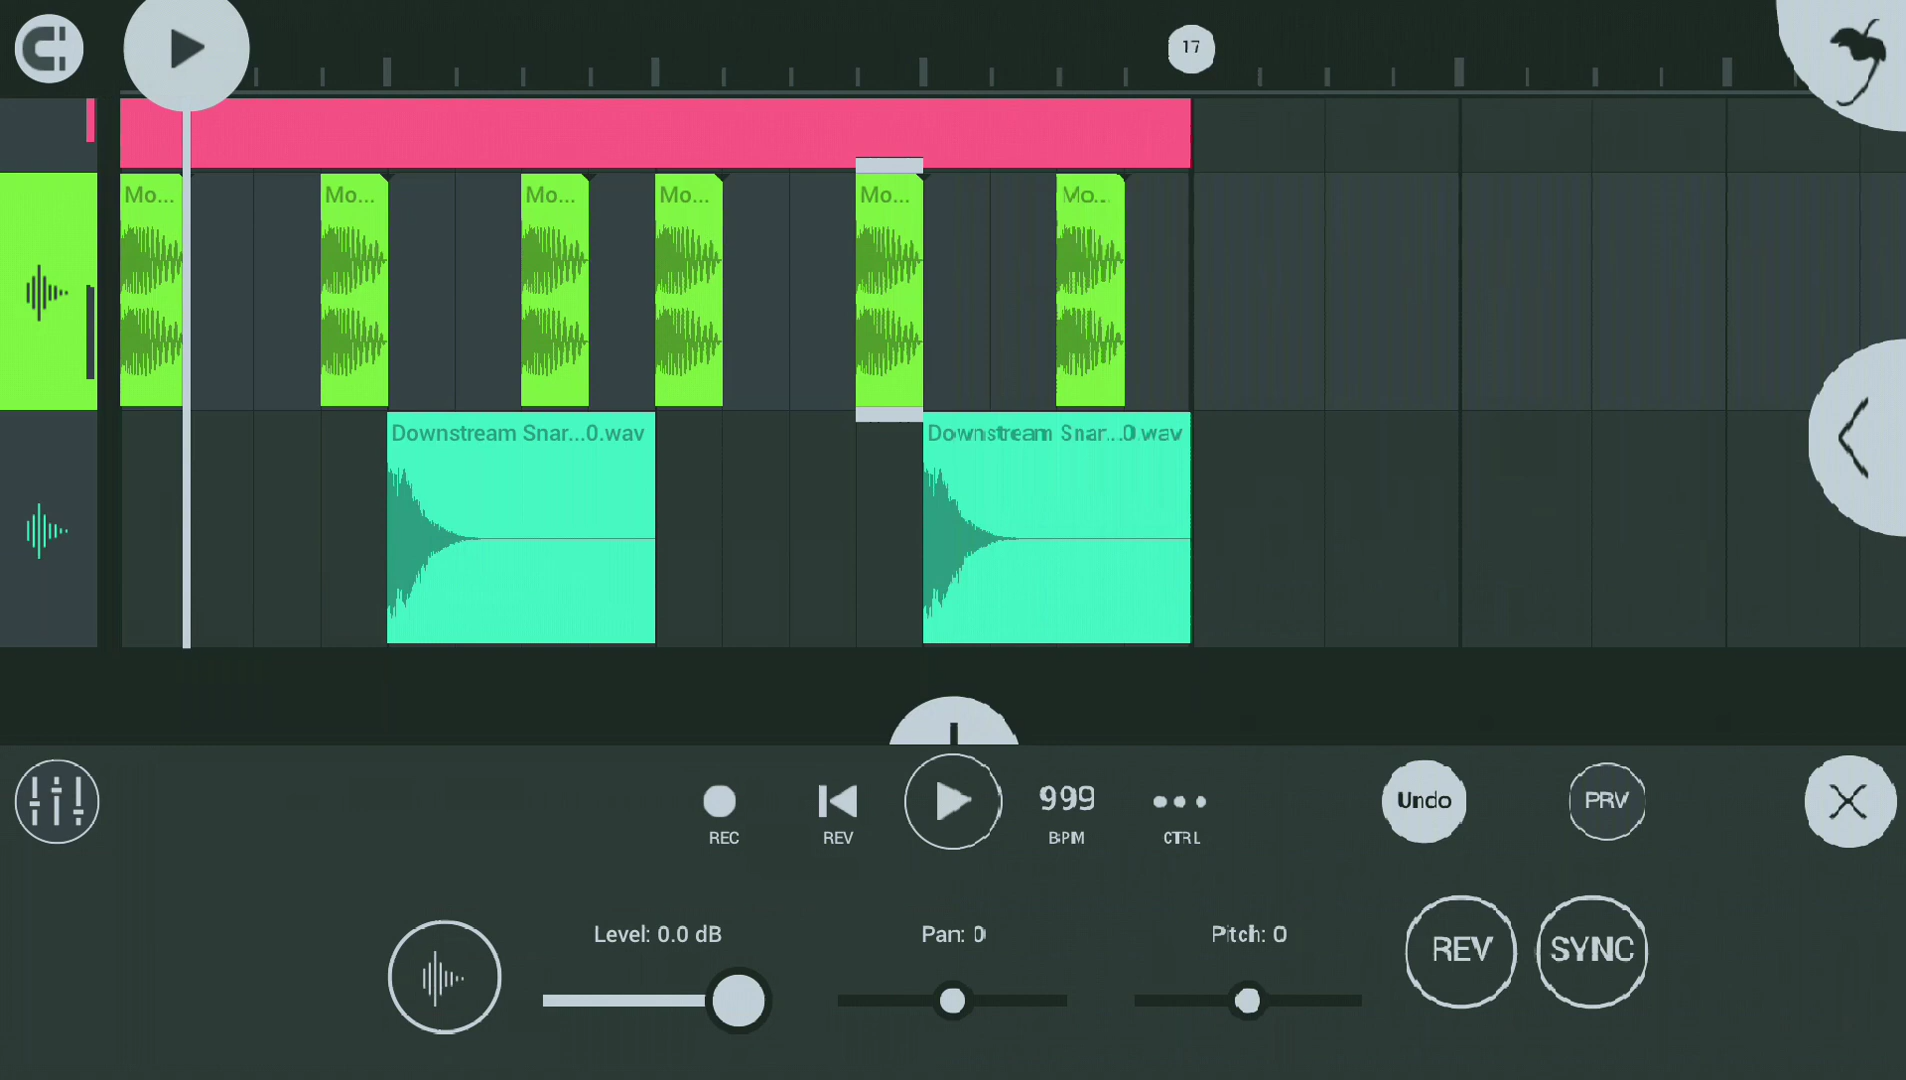 17
Mo... Mo... Mo... Mo... Mo... Mo...
Downstream Snar...0.wav Downstream Snar...0.wav
999
Undo
PRV
REC
REV
BPM
CTRL
Level: 0.0 dB
Pan: 0
Pitch: 0
REV
SYNC